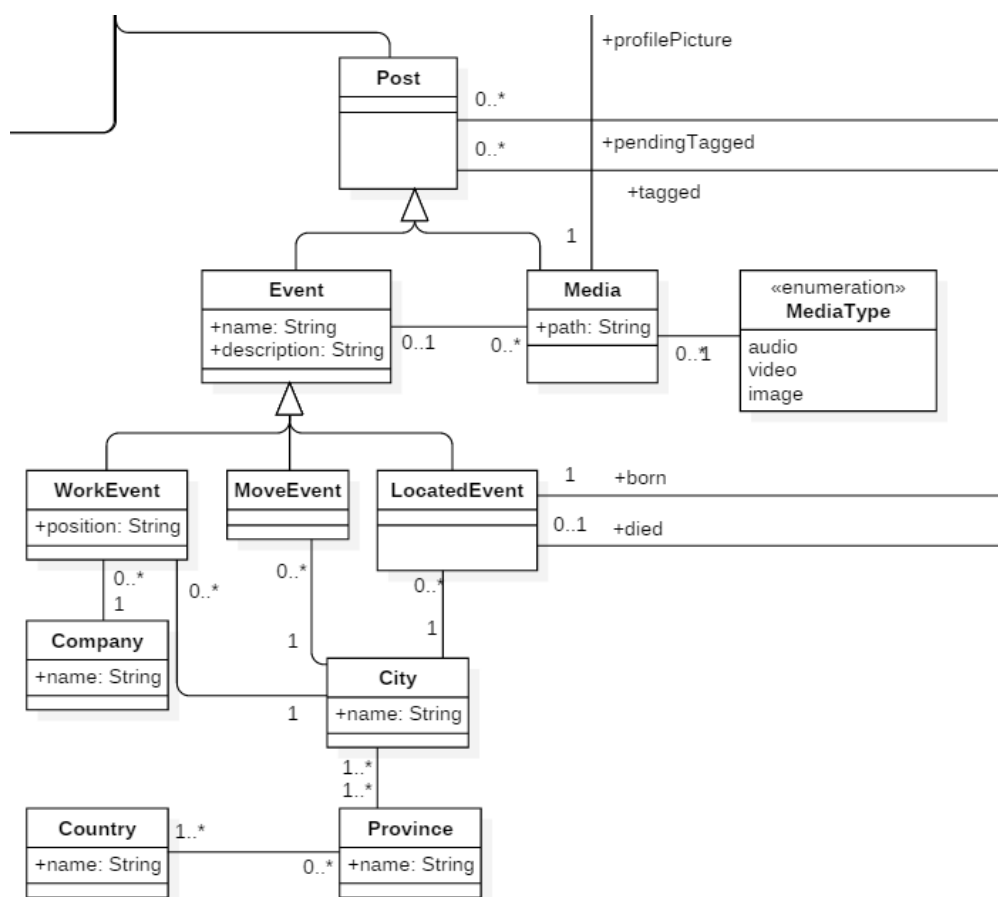 +profilePicture
Post
0..*
+pendingTagged
0..*
+tagged
1
Event
+name: String
+description: String
0..1
0..*
Media
+path: String
0..*
1
«enumeration»
MediaType
audio
video
image
WorkEvent
+position: String
MoveEvent
LocatedEvent
1
+born
0..1
+died
0..*
1
0..*
0..*
0..*
Company
+name: String
1
1
1
City
+name: String
1..*
1..*
Country
+name: String
1..*
0..*
Province
+name: String